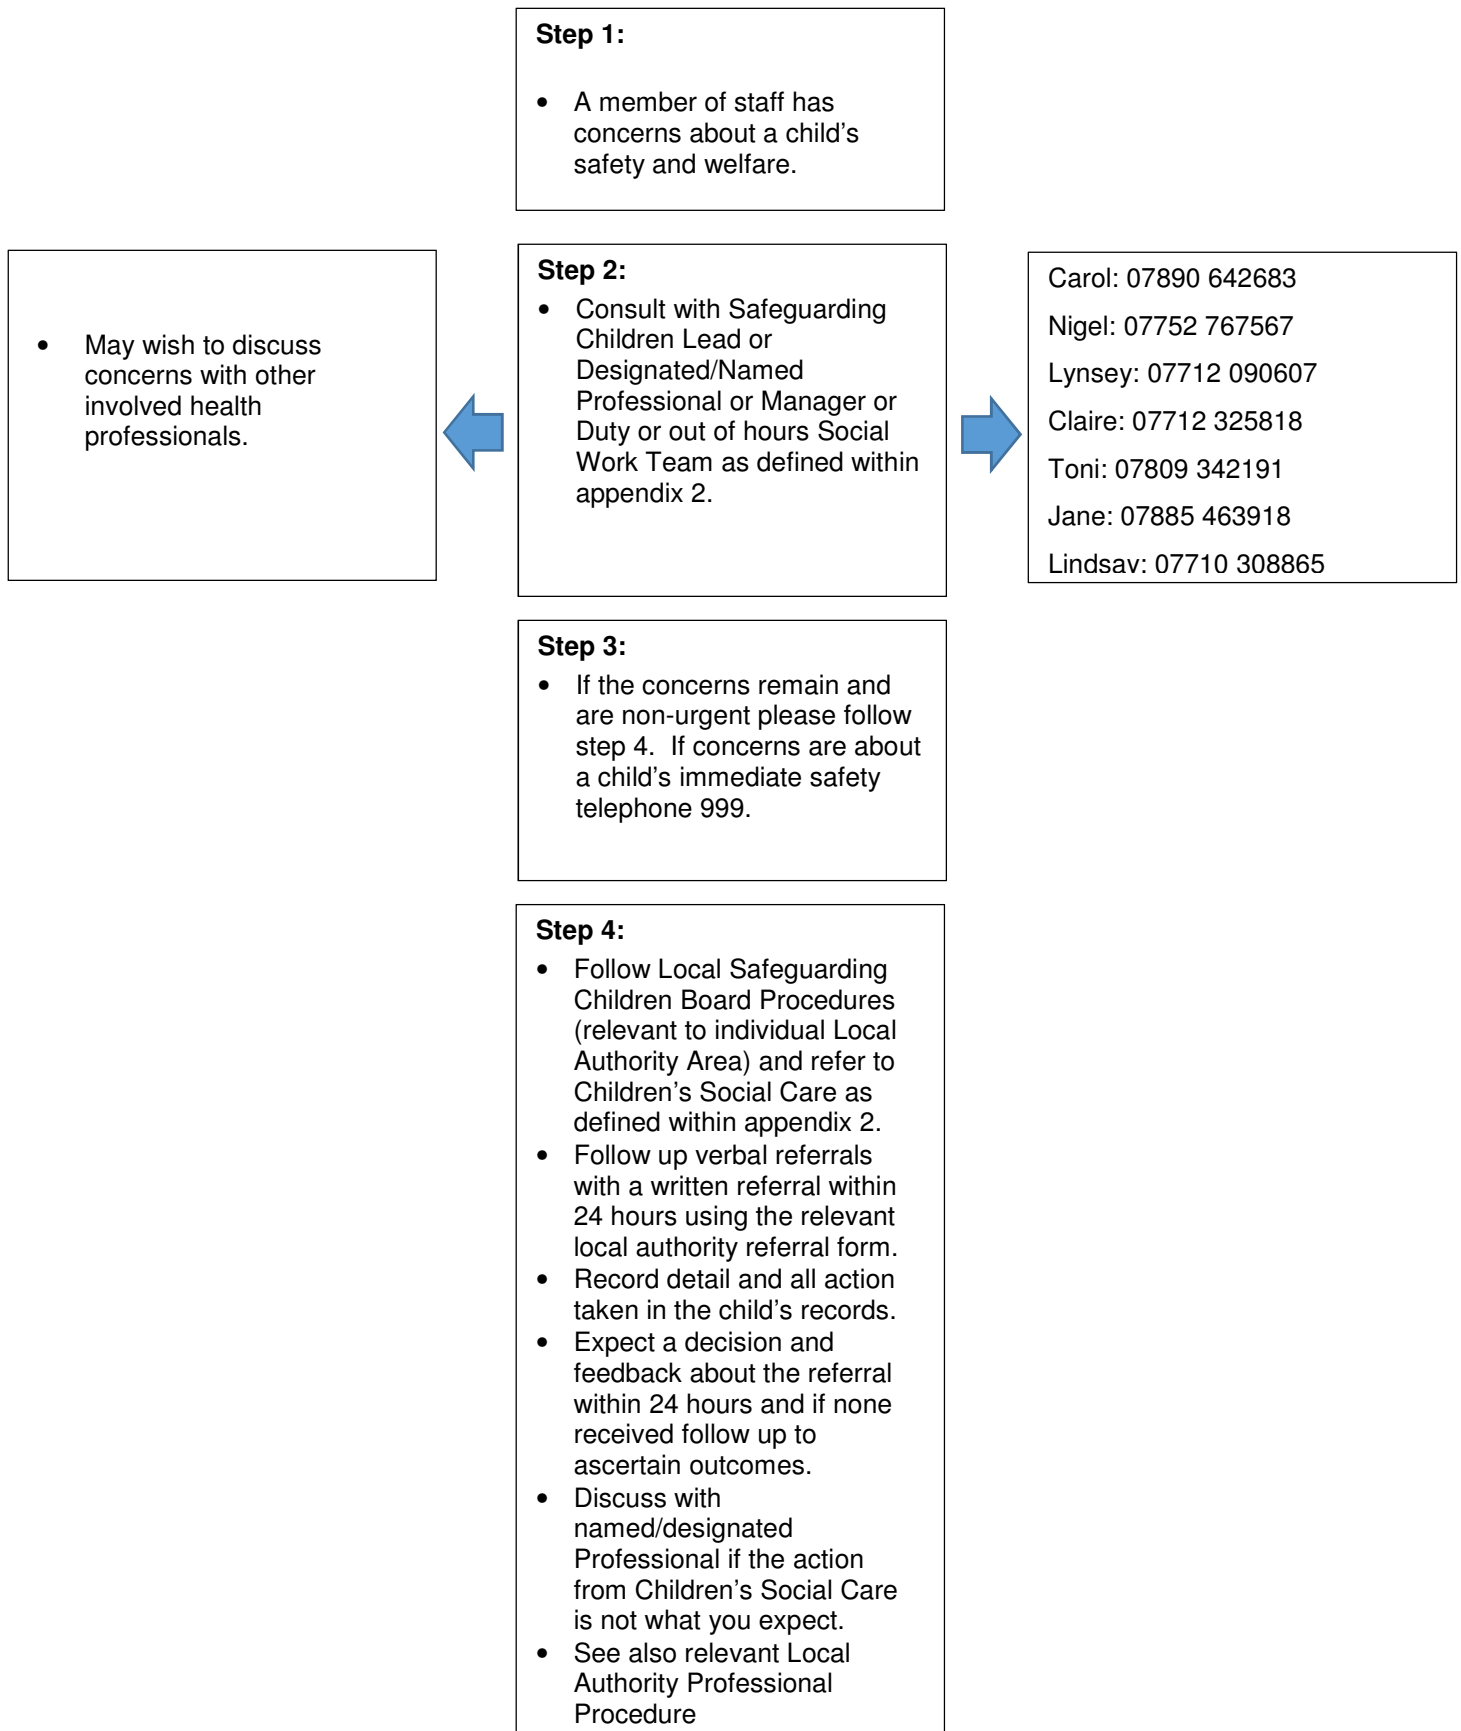 Step 1:
• A member of staff has
concerns about a child's
safety and welfare.
• May wish to discuss
concerns with other
involved health
professionals.
Step 2:
• Consult with Safeguarding
Children Lead or
Designated/Named
Professional or Manager or
Duty or out of hours Social
Work Team as defined within
appendix 2.
Carol: 07890 642683
Nigel: 07752 767567
Lynsey: 07712 090607
Claire: 07712 325818
Toni: 07809 342191
Jane: 07885 463918
Lindsay: 07710 308865
Step 3:
• If the concerns remain and
are non-urgent please follow
step 4.  If concerns are about
a child's immediate safety
telephone 999.
Step 4:
• Follow Local Safeguarding
Children Board Procedures
(relevant to individual Local
Authority Area) and refer to
Children's Social Care as
defined within appendix 2.
• Follow up verbal referrals
with a written referral within
24 hours using the relevant
local authority referral form.
• Record detail and all action
taken in the child's records.
• Expect a decision and
feedback about the referral
within 24 hours and if none
received follow up to
ascertain outcomes.
• Discuss with
named/designated
Professional if the action
from Children's Social Care
is not what you expect.
• See also relevant Local
Authority Professional
Procedure